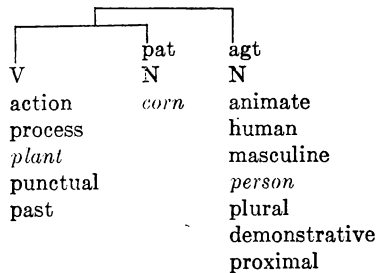 pat agt
V N N
action corn animate
process human
plant masculine
punctual person
past plural
demonstrative
proximal